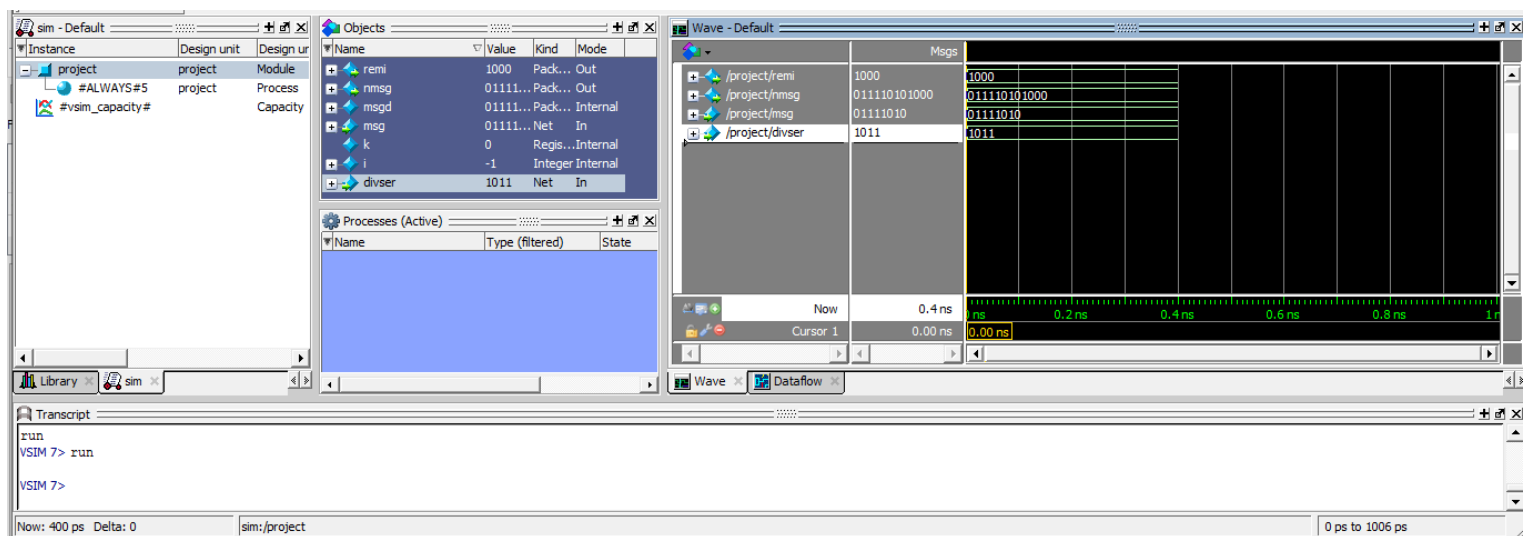 sim - Default
Instance Design unit Design ur
project project Module
#ALWAYS#5 project Process
#vsim_capacity# Capacity
Library sim
Objects
Name Value Kind Mode
remi 1000 Pack... Out
nmsg 01111... Pack... Out
msgd 01111... Pack... Internal
msg 01111... Net In
k 0 Regis... Internal
i -1 Integer Internal
divser 1011 Net In
Processes (Active)
Name Type (filtered) State
Wave - Default
Msgs
/project/remi 1000 1000
/project/nmsg 011110101000 011110101000
/project/msg 01111010 01111010
/project/divser 1011 1011
Now 0.4 ns ns 0.2 ns 0.4 ns 0.6 ns 0.8 ns 1
Cursor 1 0.00 ns 0.00 ns
Wave Dataflow
Transcript
run
VSIM 7> run
VSIM 7>
Now: 400 ps Delta: 0 sim:/project 0 ps to 1006 ps